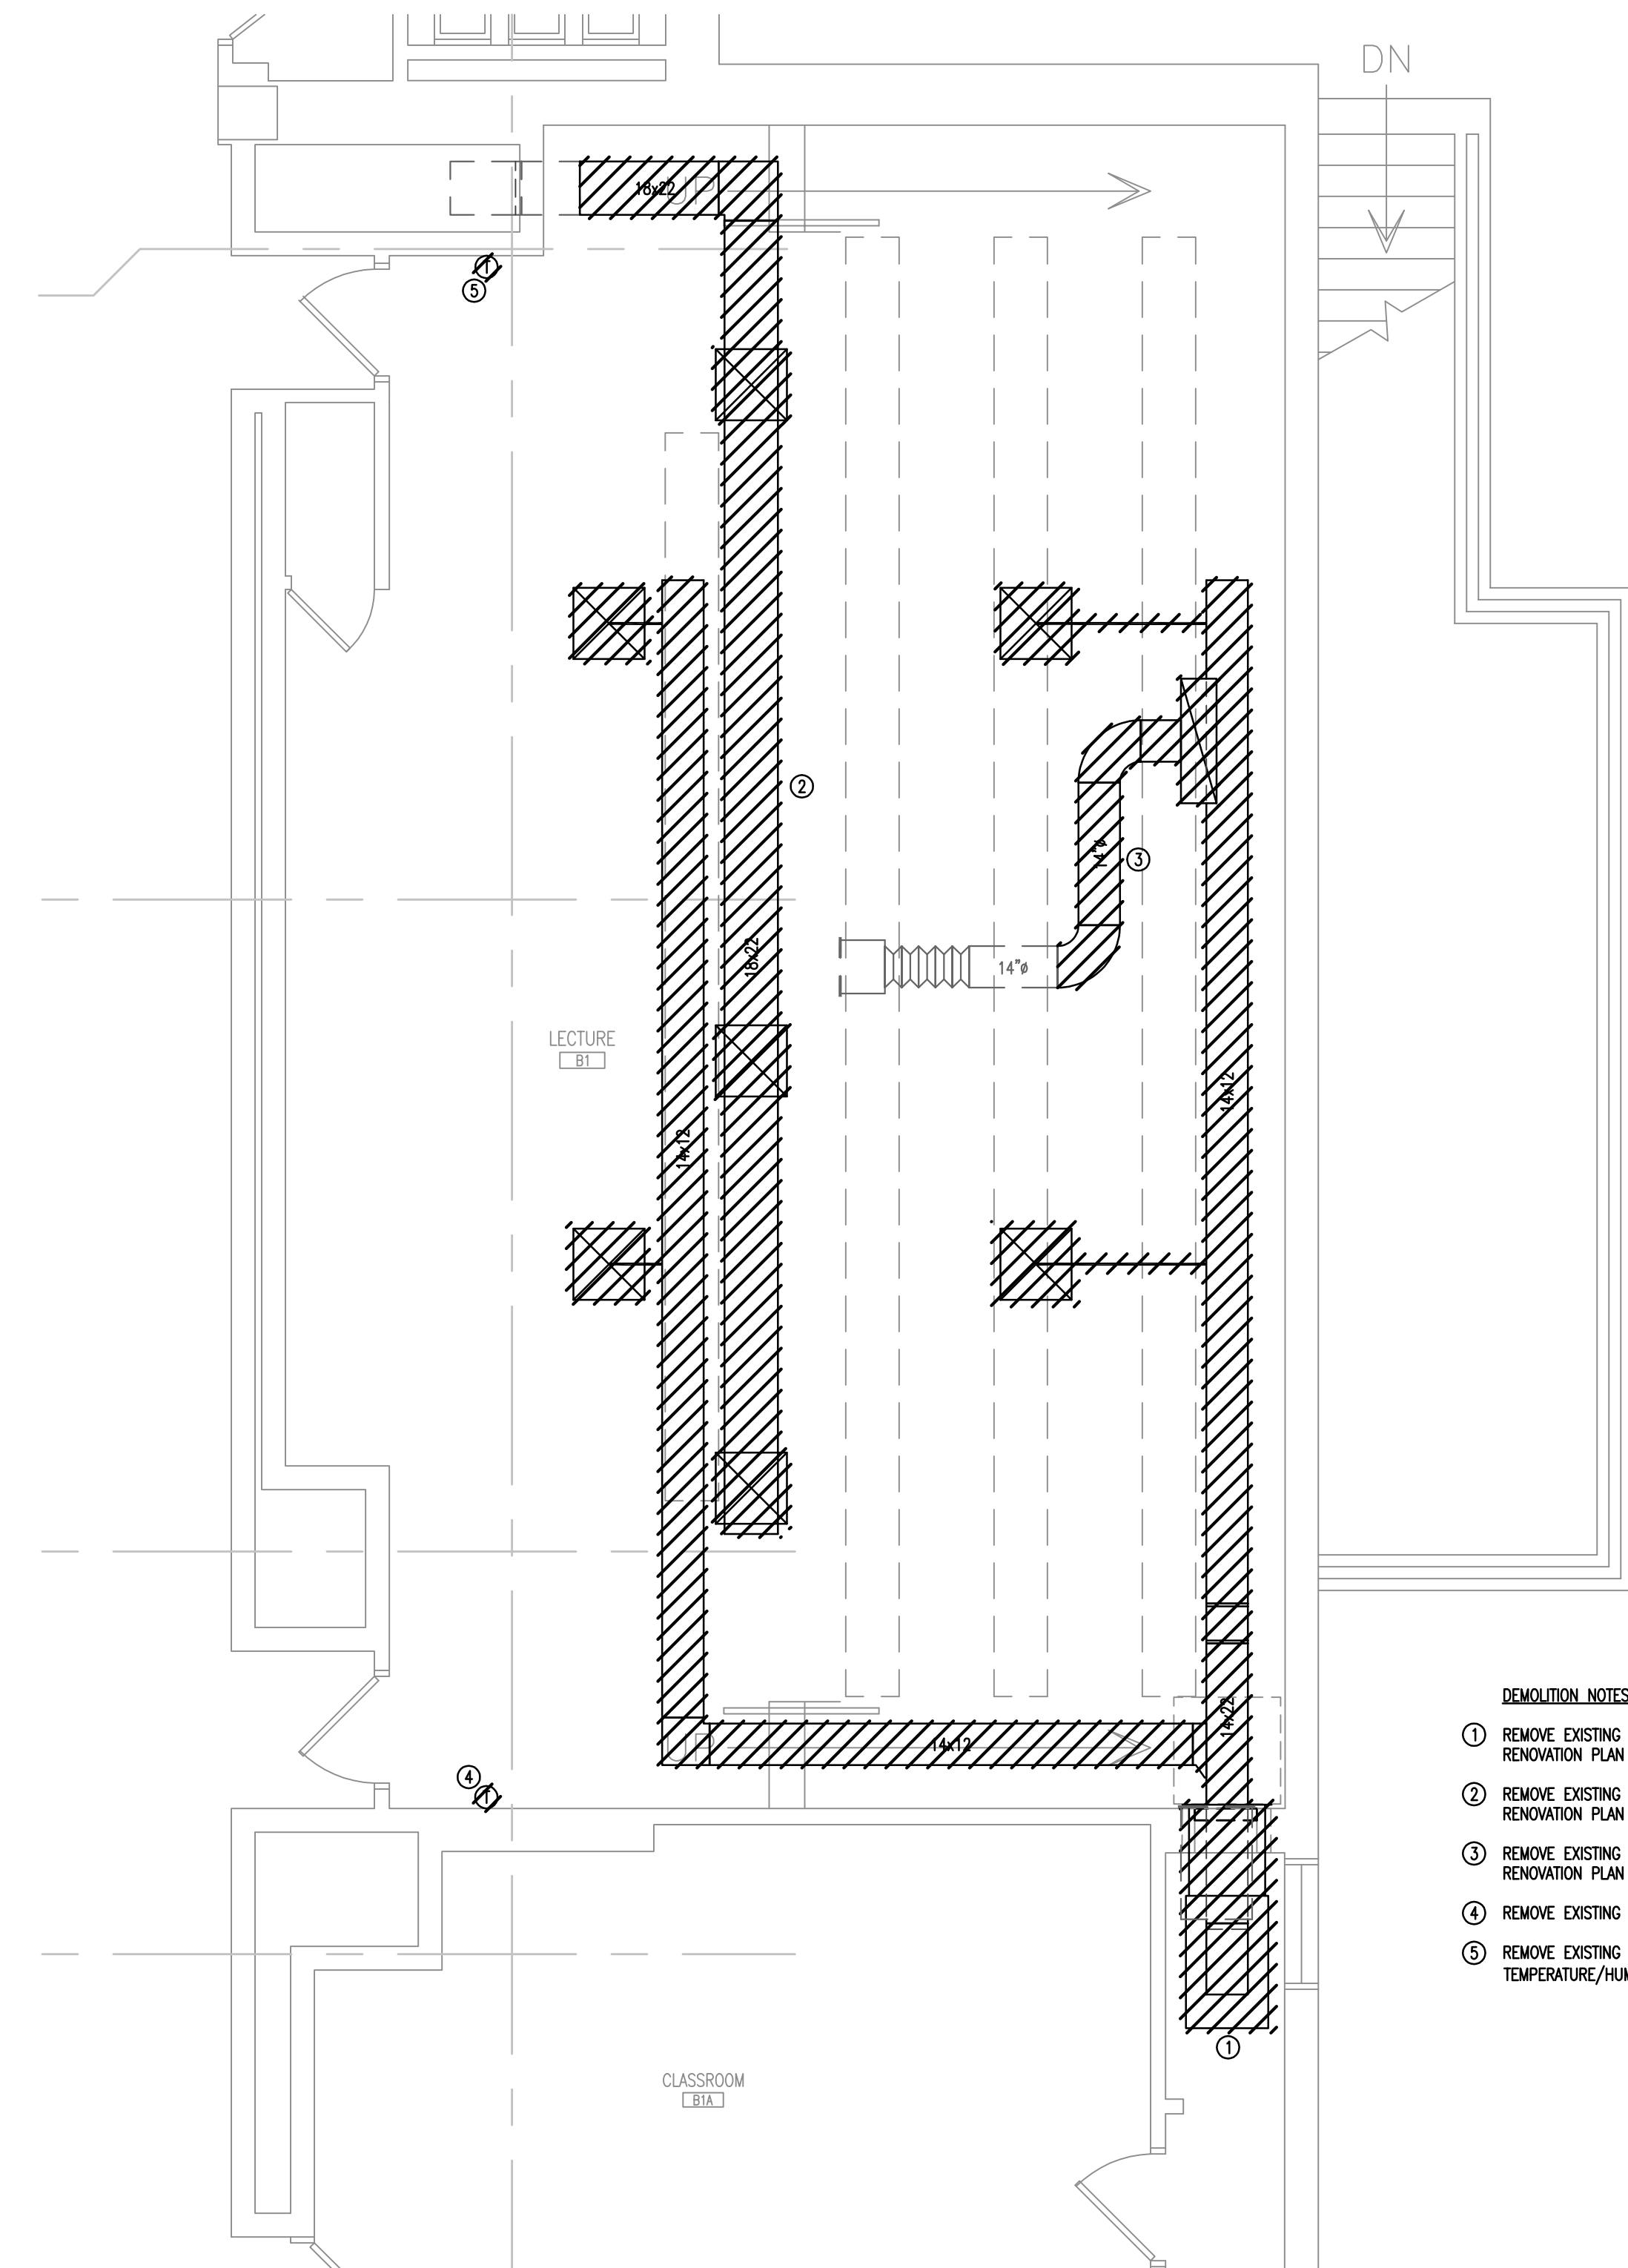 DN
18x22
UP
T
5
2
14"ø
3
18x22
14"ø
LECTURE
B1
14x12
14x12
14x22
UP
14x12
4
T
1
CLASSROOM
B1A
DEMOLITION NOTES
1 REMOVE EXISTING
RENOVATION PLAN
2 REMOVE EXISTING
RENOVATION PLAN
3 REMOVE EXISTING
RENOVATION PLAN
4 REMOVE EXISTING
5 REMOVE EXISTING